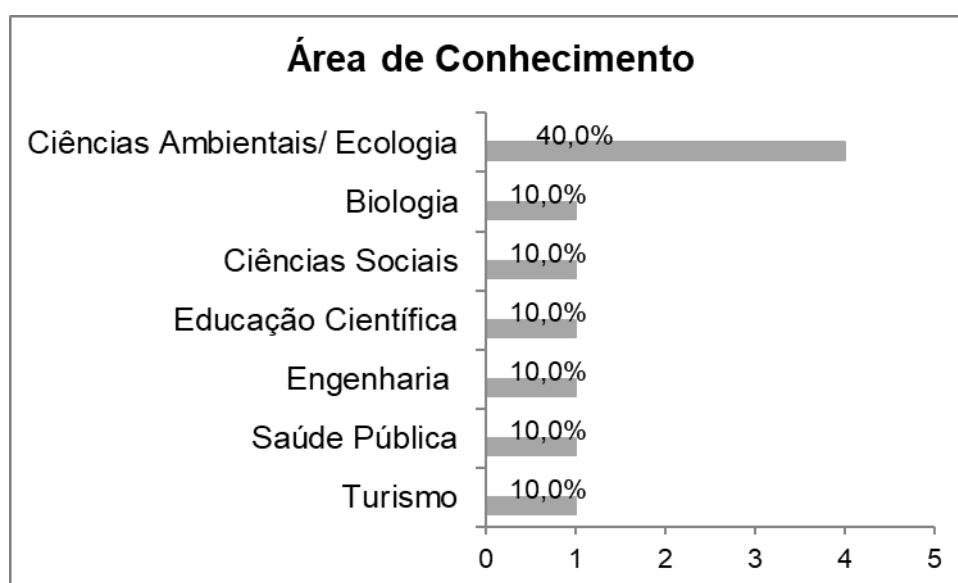 Área de Conhecimento
Ciências Ambientais/ Ecologia 40,0%
Biologia 10,0%
Ciências Sociais 10,0%
Educação Científica 10,0%
Engenharia 10,0%
Saúde Pública 10,0%
Turismo 10,0%
0 1 2 3 4 5